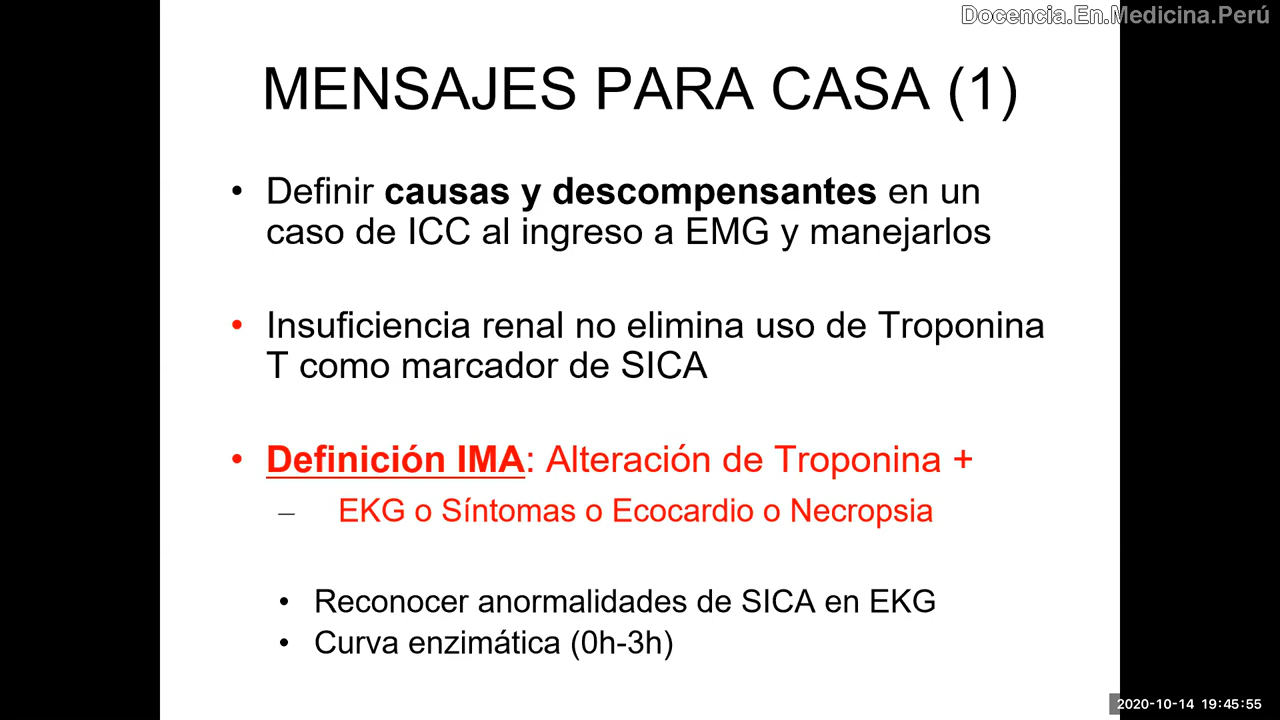 Docencia.En.Medicina.Perú
MENSAJES PARA CASA (1)
• Definir causas y descompensantes en un
caso de ICC al ingreso a EMG y manejarlos
• Insuficiencia renal no elimina uso de Troponina
T como marcador de SICA
• Definición IMA: Alteración de Troponina +
– EKG o Síntomas o Ecocardio o Necropsia
• Reconocer anormalidades de SICA en EKG
• Curva enzimática (0h-3h)
2020-10-14 19:45:55